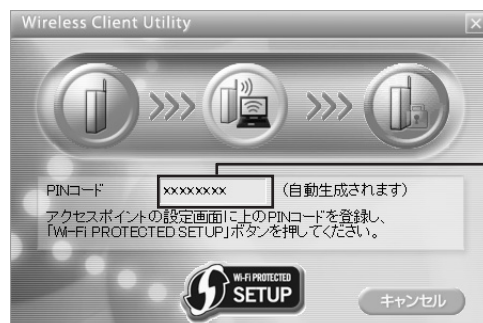 Wireless Client Utility
PINコード xxxxxxxx (自動生成されます)
アクセスポイントの設定画面に上のPINコードを登録し、
「Wi-Fi PROTECTED SETUP」ボタンを押してください。
Wi-Fi PROTECTED
SETUP
キャンセル